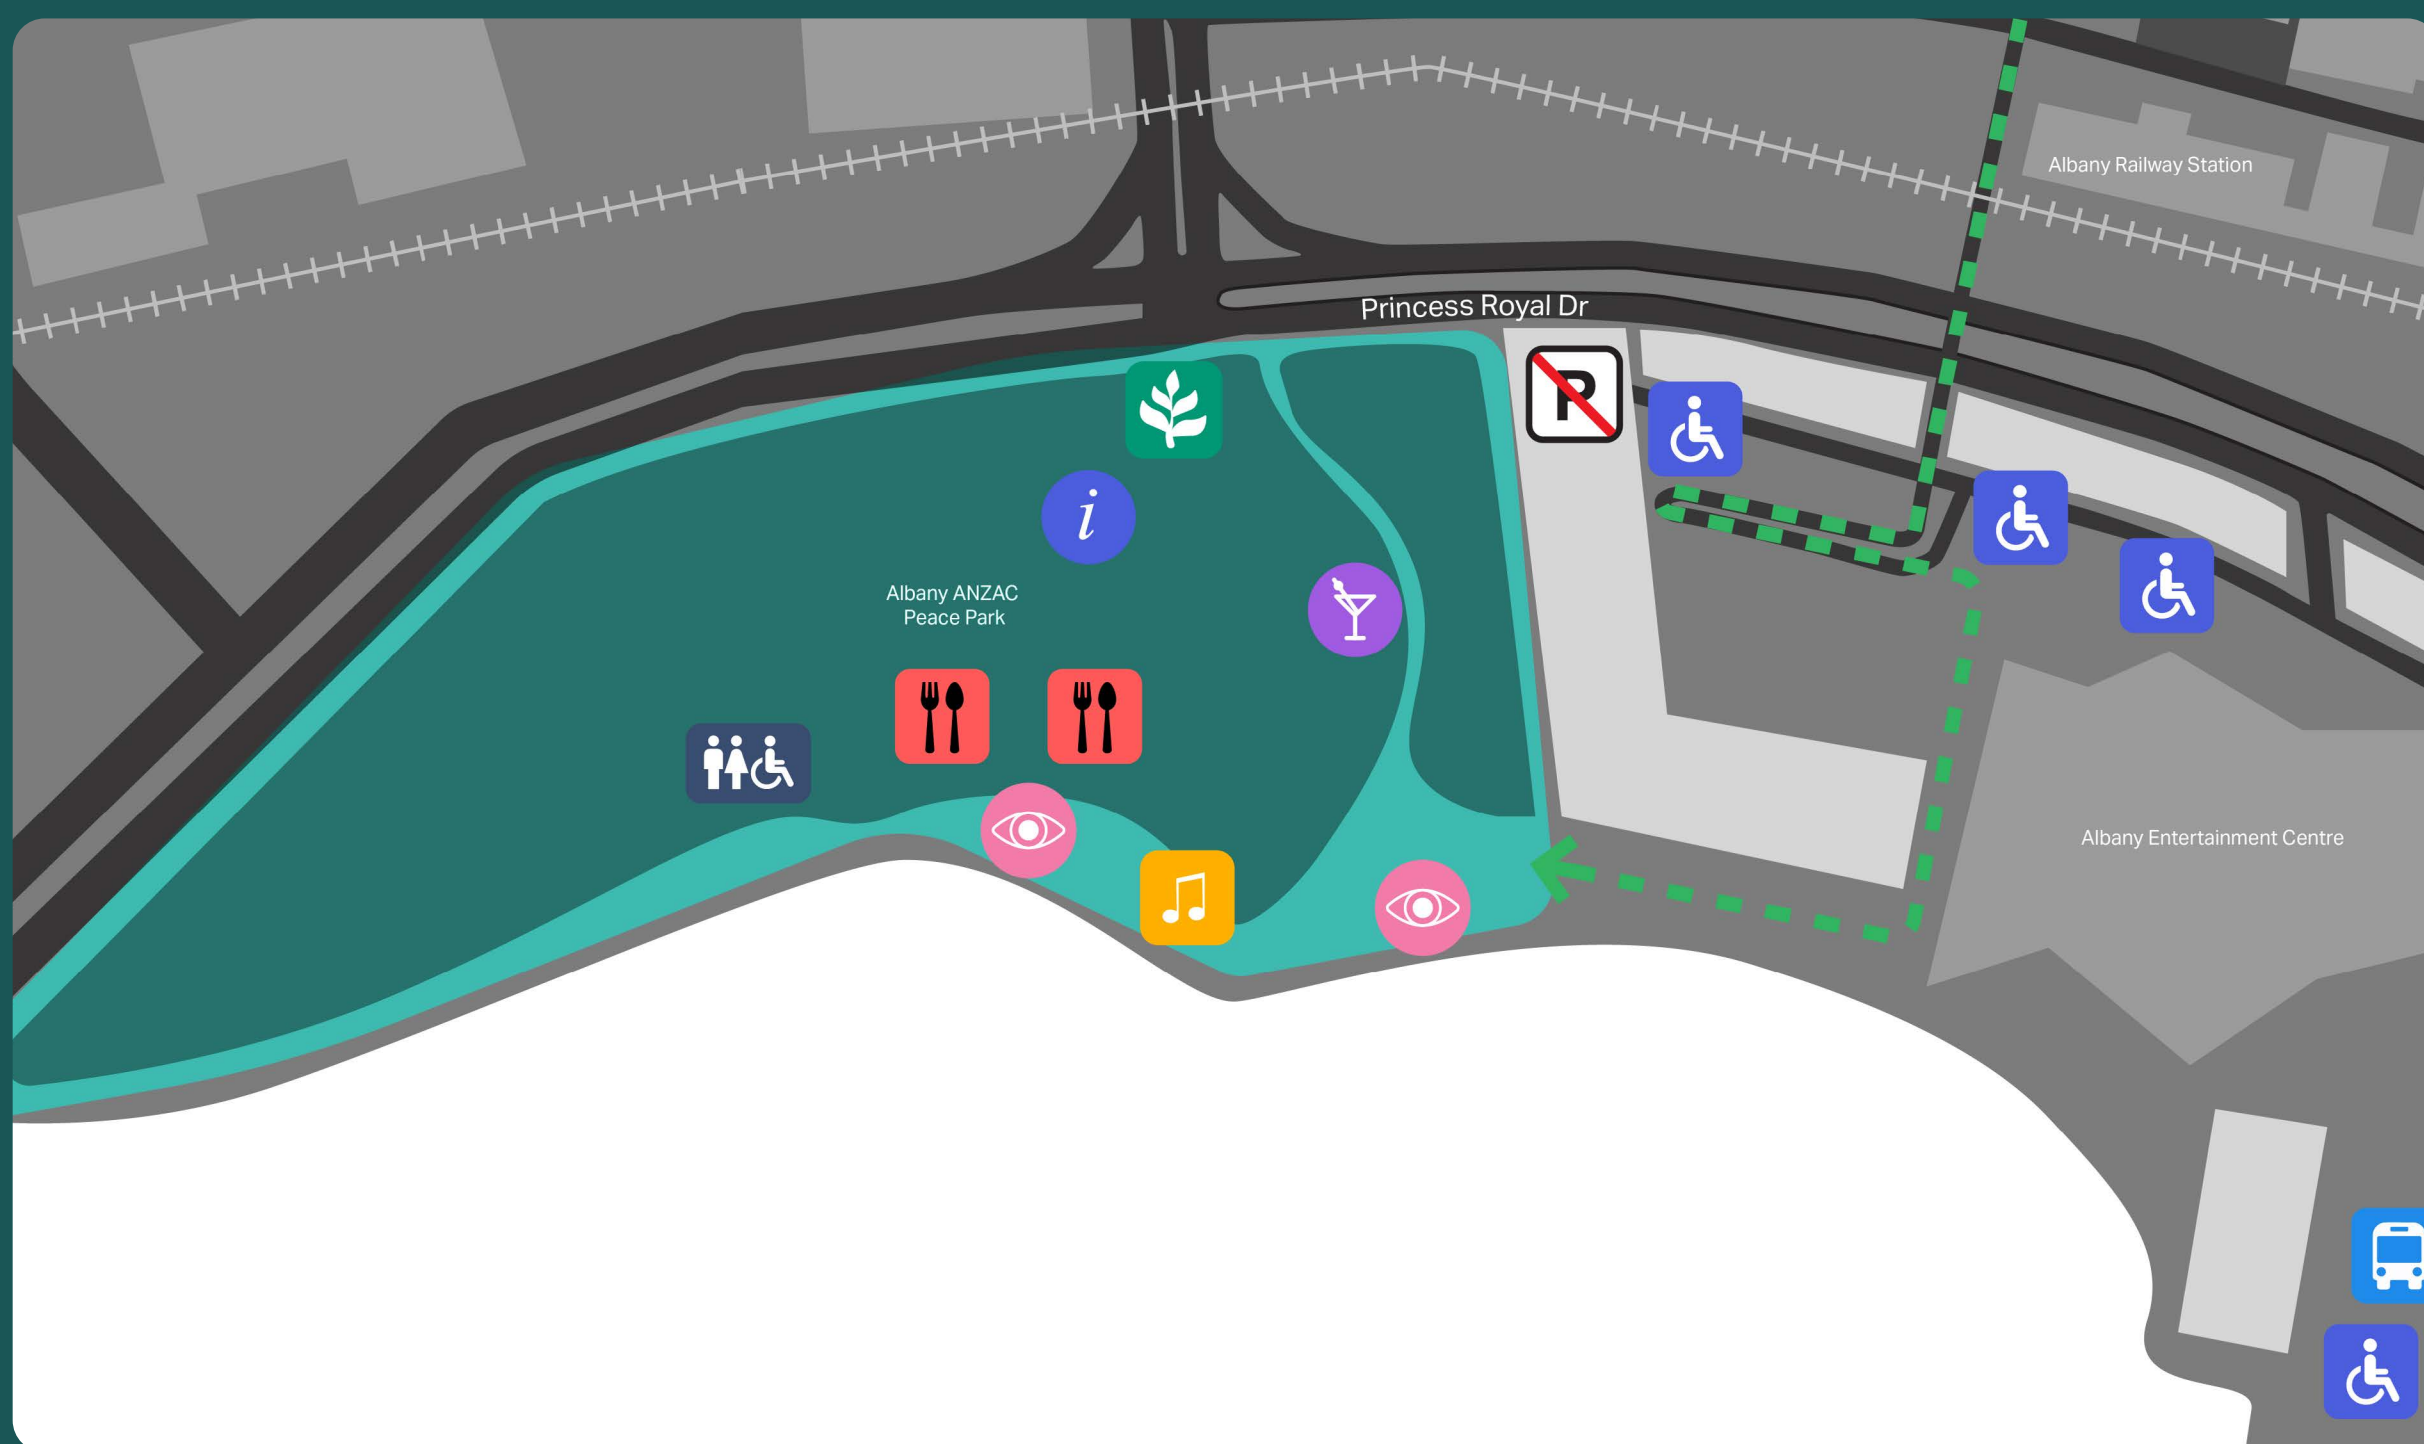 Albany Railway Station
Princess Royal Dr
P
i
Albany ANZAC
Peace Park
Albany Entertainment Centre